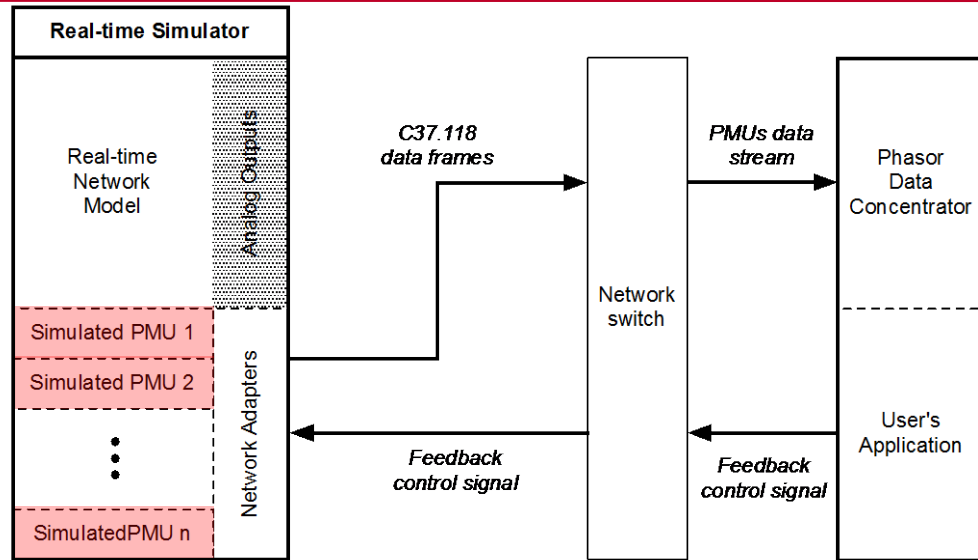 Real-time Simulator
Real-time
Network
Model
Analog Outputs
Simulated PMU 1
Simulated PMU 2
SimulatedPMU n
Network Adapters
C37.118
data frames
Feedback
control signal
Network
switch
PMUs data
stream
Feedback
control signal
Phasor
Data
Concentrator
User's
Application